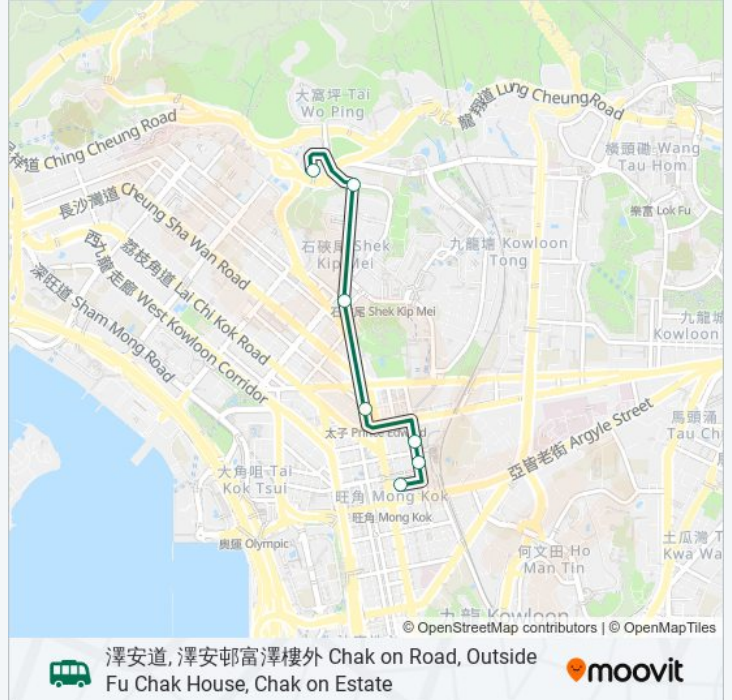 大窩坪 Tai
Wo Ping
龍翔道 Lung Cheung Road
道 Ching Cheung Road
橫頭磡 Wang
Tau Hom
樂富 Lok Fu
長沙灣道 Cheung Sha Wan Road
石硤尾 Shek
Kip Mei
九龍塘 Kowloon
Tong
荔枝角道 Lai Chi Kok Road
西九龍走廊 West Kowloon Corridor
深旺道 Sham Mong Road
尾 Shek Kip Mei
九龍城
Kowloon
太子 Prince Edward
亞皆老街 Argyle Street
馬頭涌
Tau Ch
大角咀 Tai
Kok Tsui
旺角 Mong Kok
旺角 Mong Kok
奧運 Olympic
何文田 Ho
Man Tin
土瓜灣 T
Kwa Wa
九龍 Kowloon
© OpenStreetMap contributors | © OpenMapTiles
澤安道, 澤安邨富澤樓外 Chak on Road, Outside
Fu Chak House, Chak on Estate
moovit